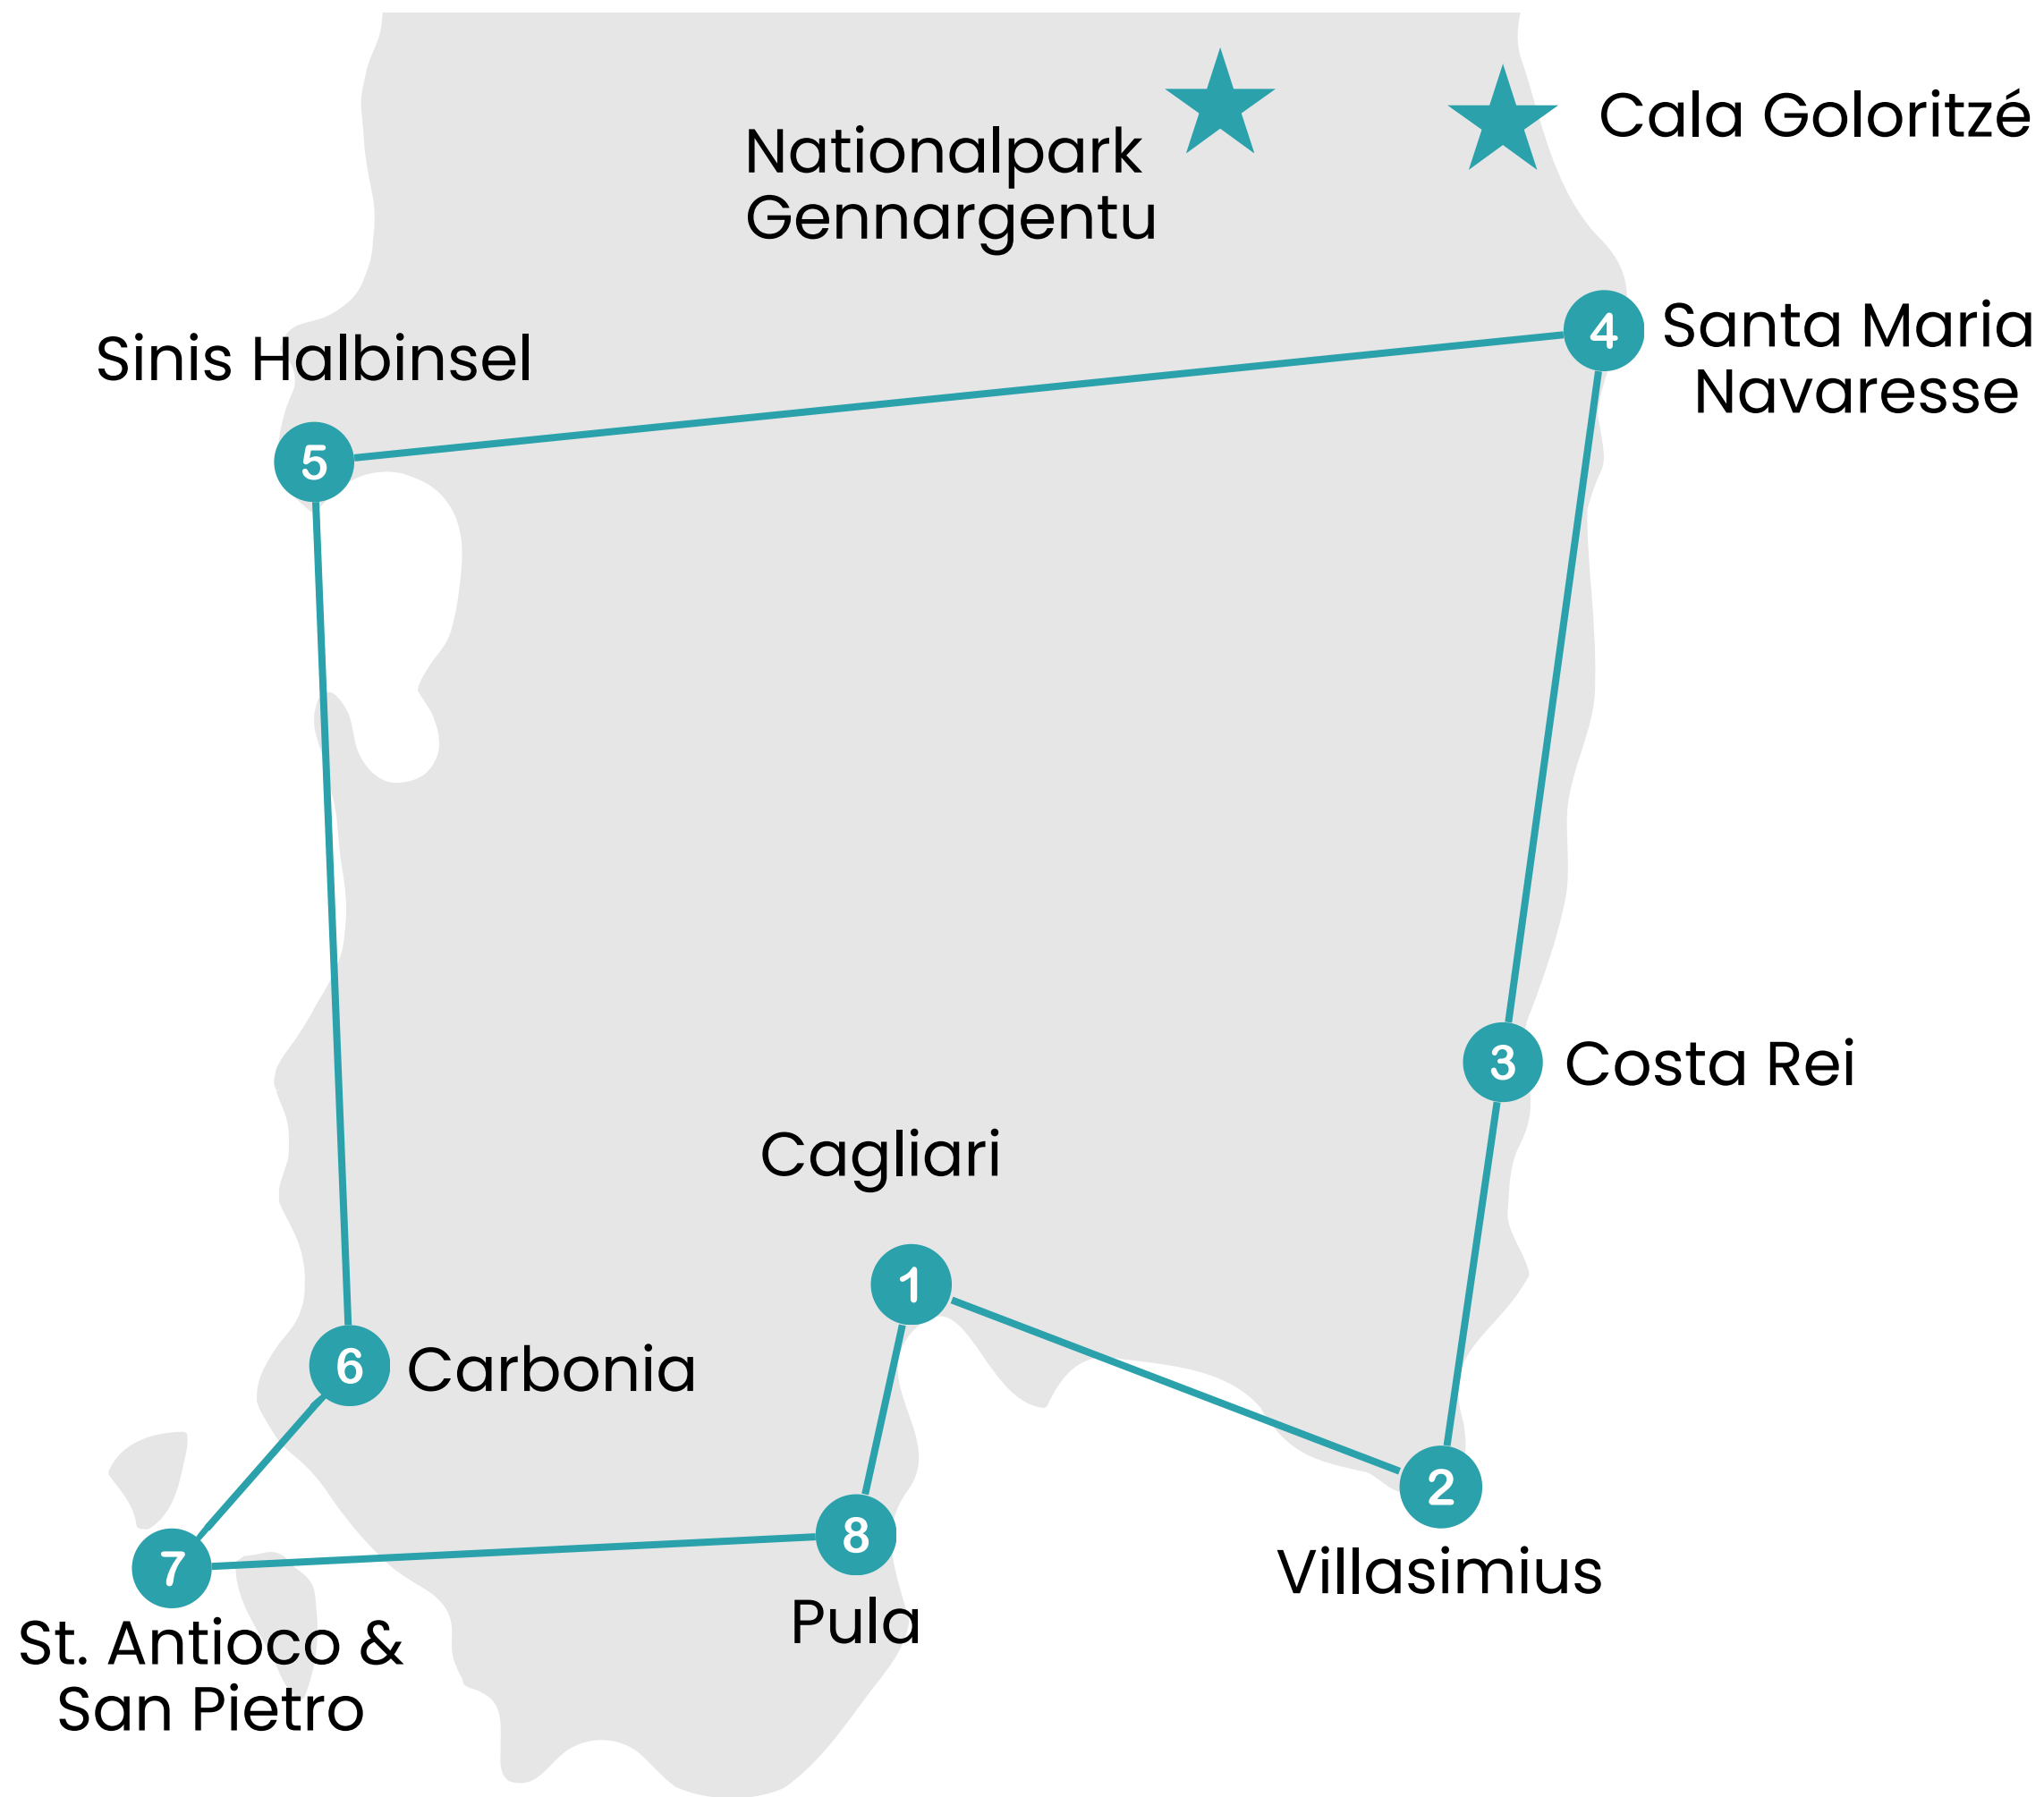 Cala Goloritzé
Nationalpark
Gennargentu
4
Santa Maria
Navarresse
Sinis Halbinsel
5
3
Costa Rei
Cagliari
1
6
Carbonia
2
Villasimius
8
Pula
7
St. Antioco &
San Pietro